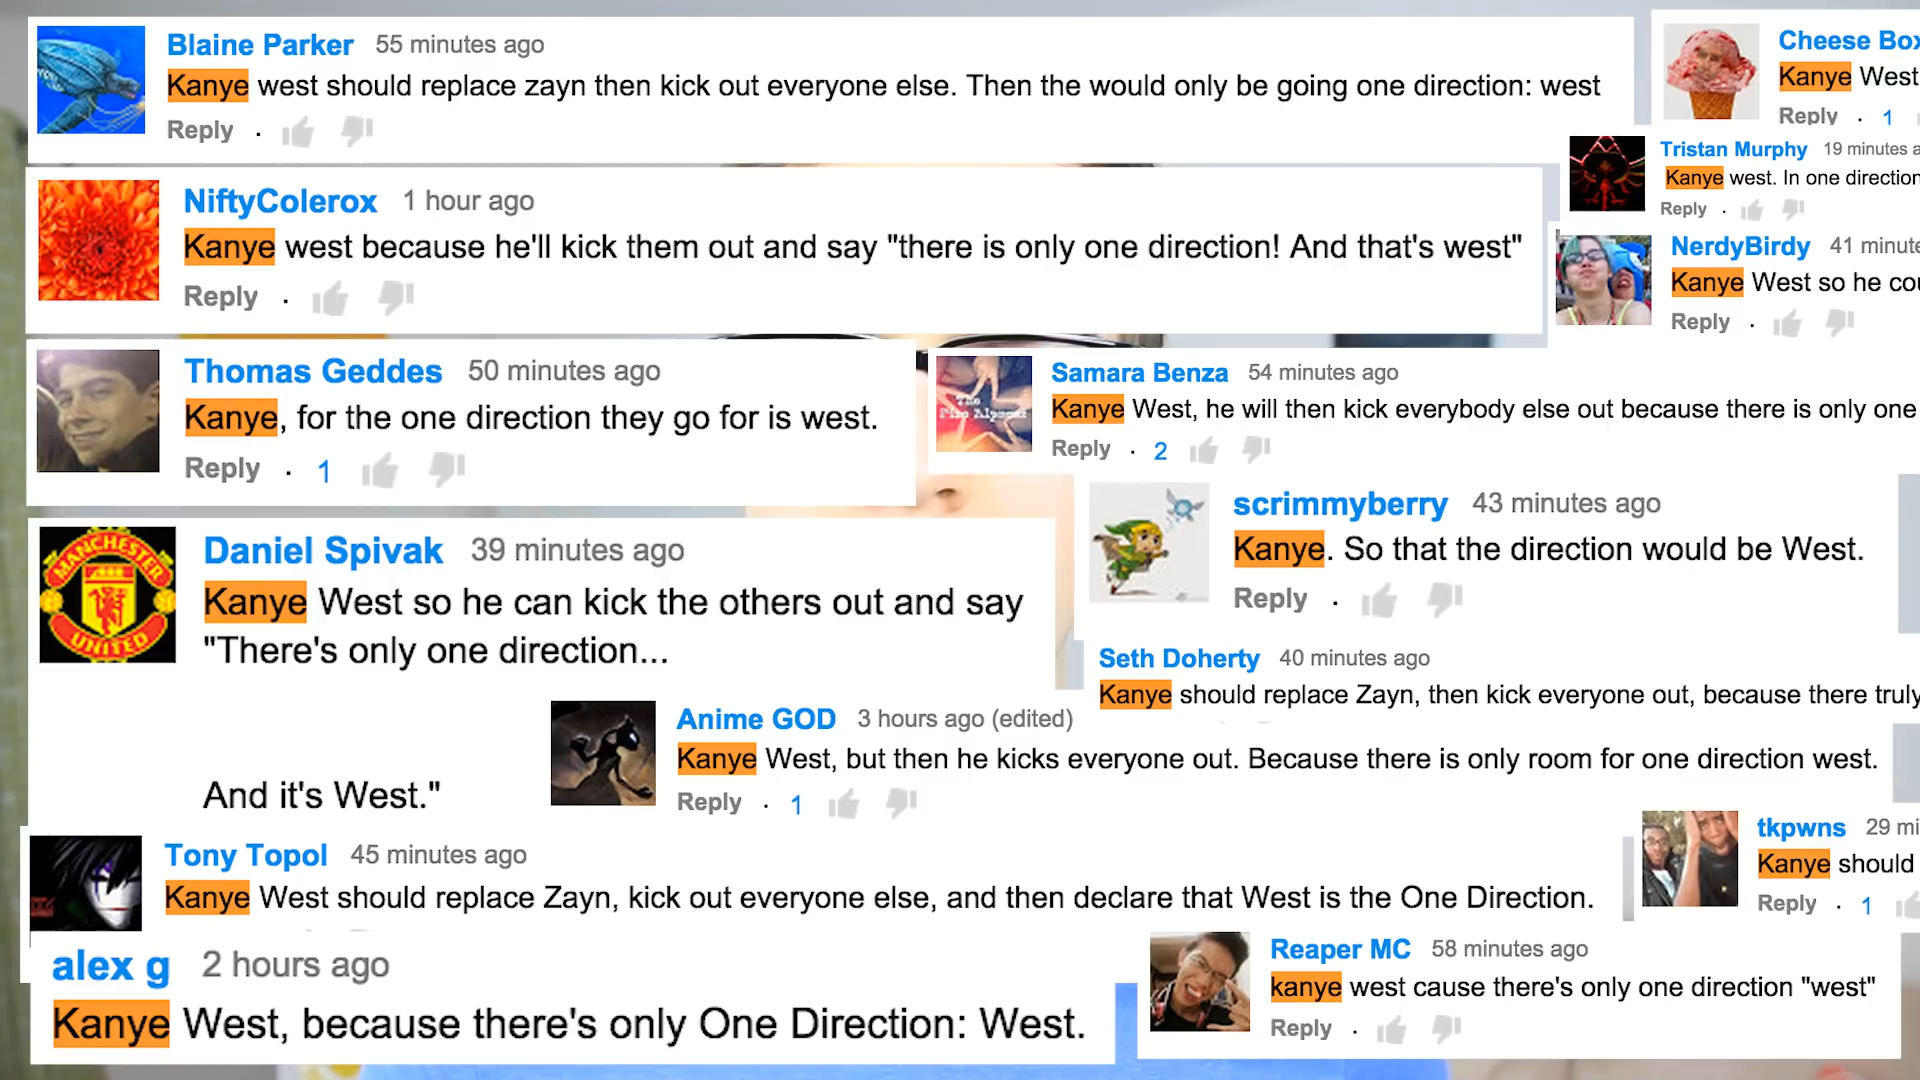 Blaine Parker 55 minutes ago
Kanye west should replace zayn then kick out everyone else. Then the would only be going one direction: west
Reply ·
Cheese Box
Kanye West
Reply · 1
Tristan Murphy 19 minutes a
Kanye west. In one direction
Reply ·
NiftyColerox 1 hour ago
Kanye west because he'll kick them out and say "there is only one direction! And that's west"
Reply ·
NerdyBirdy 41 minute
Kanye West so he cou
Reply ·
Thomas Geddes 50 minutes ago
Kanye, for the one direction they go for is west.
Reply · 1
Samara Benza 54 minutes ago
Kanye West, he will then kick everybody else out because there is only one
Reply · 2
scrimmyberry 43 minutes ago
Kanye. So that the direction would be West.
Reply ·
MANCHESTER
UNITED
Daniel Spivak 39 minutes ago
Kanye West so he can kick the others out and say
"There's only one direction...
And it's West."
Seth Doherty 40 minutes ago
Kanye should replace Zayn, then kick everyone out, because there truly
Anime GOD 3 hours ago (edited)
Kanye West, but then he kicks everyone out. Because there is only room for one direction west.
Reply · 1
Tony Topol 45 minutes ago
Kanye West should replace Zayn, kick out everyone else, and then declare that West is the One Direction.
tkpwns 29 mi
Kanye should
Reply · 1
alex g 2 hours ago
Kanye West, because there's only One Direction: West.
Reaper MC 58 minutes ago
kanye west cause there's only one direction "west"
Reply ·